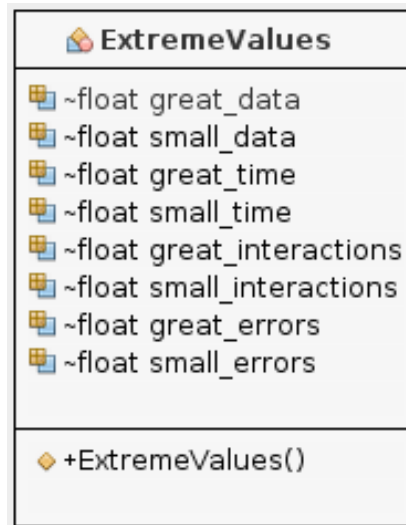 ExtremeValues
~float great_data
~float small_data
~float great_time
~float small_time
~float great_interactions
~float small_interactions
~float great_errors
~float small_errors
+ExtremeValues()